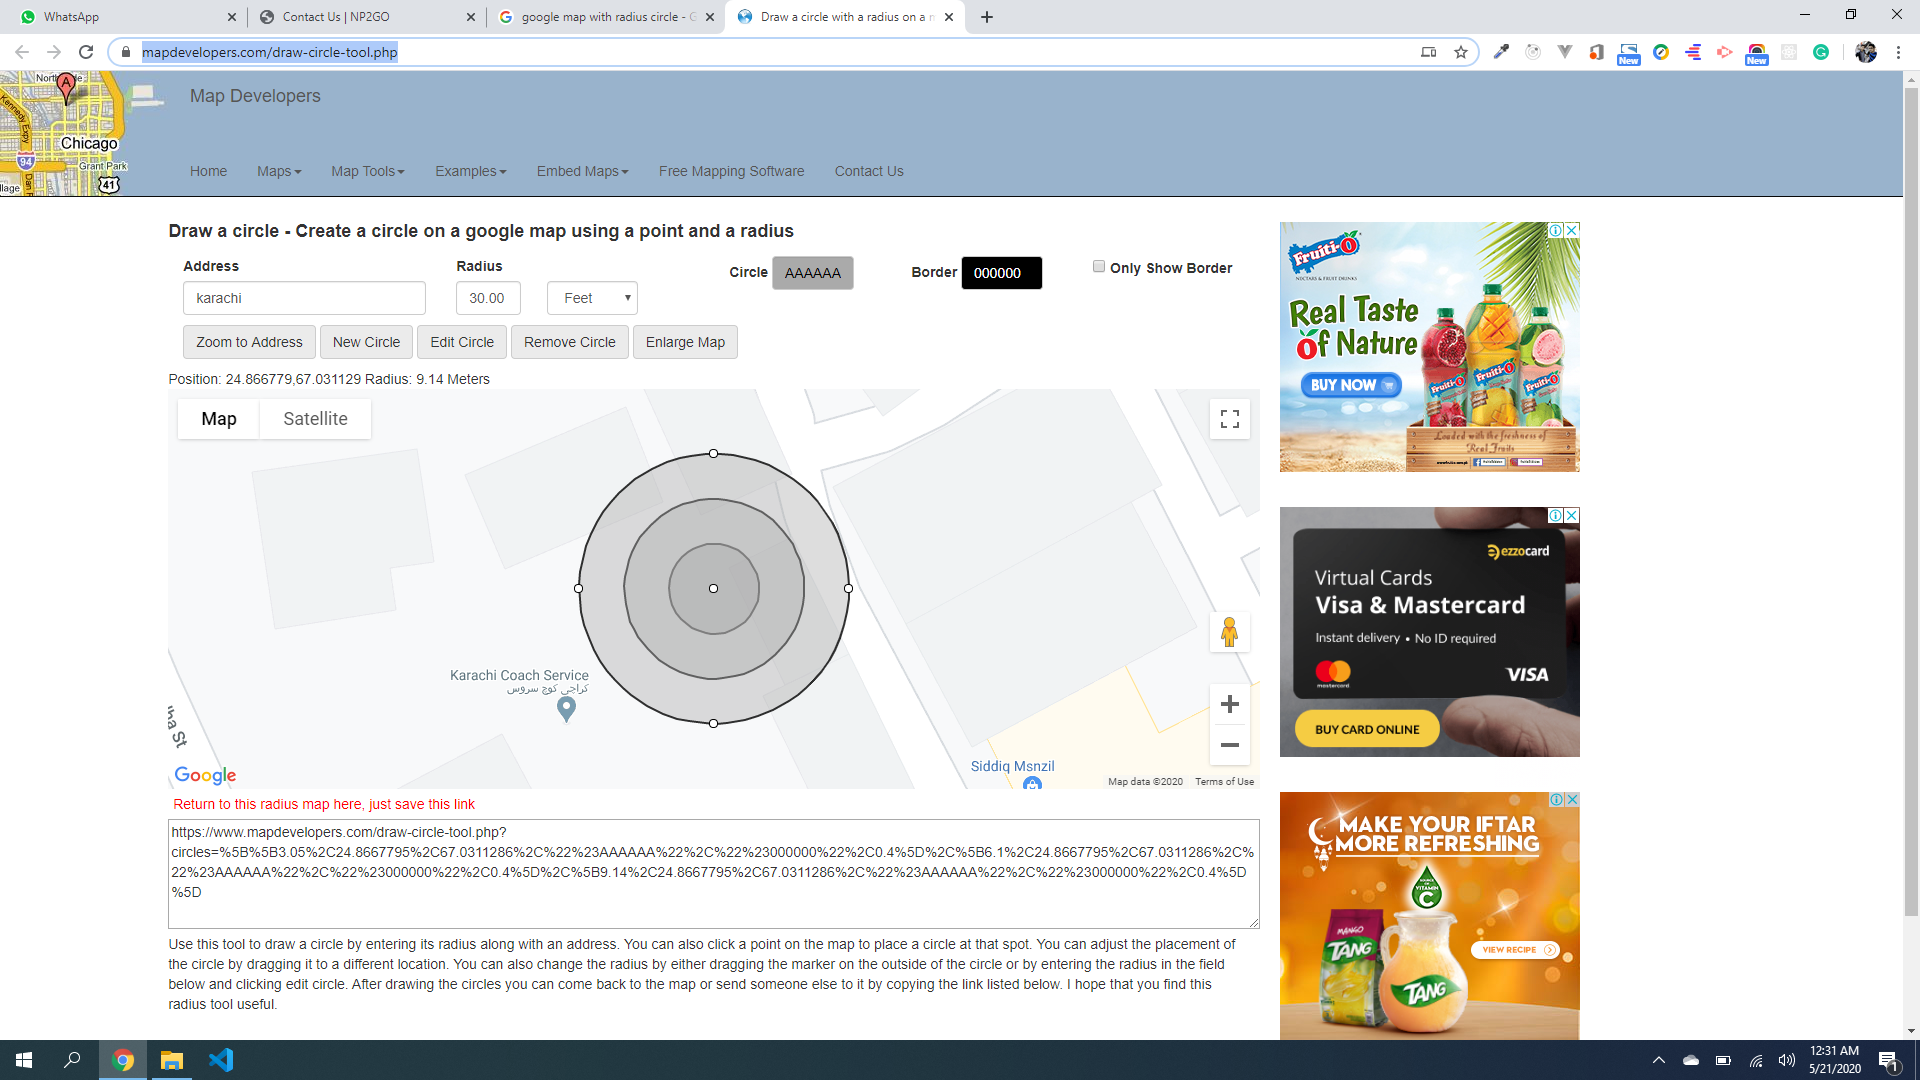 WhatsApp
Contact Us | NP2GO
google map with radius circle - G
Draw a circle with a radius on a m
mapdevelopers.com/draw-circle-tool.php
New
New
Chicago
Kennedy Expy
94
Grant Park
41
llage
Dan
A
Map Developers
Home
Maps
Map Tools
Examples
Embed Maps
Free Mapping Software
Contact Us
Draw a circle - Create a circle on a google map using a point and a radius
Address
Radius
Circle AAAAAA
Border 000000
Only Show Border
karachi
30.00
Feet
Zoom to Address
New Circle
Edit Circle
Remove Circle
Enlarge Map
Position: 24.866779,67.031129 Radius: 9.14 Meters
Map
Satellite
Karachi Coach Service
کراچی کوچ سروس
tha St
Siddiq Msnzil
Google
Map data ©2020
Terms of Use
Return to this radius map here, just save this link
https://www.mapdevelopers.com/draw-circle-tool.php?
circles=%5B%5B3.05%2C24.8667795%2C67.0311286%2C%22%23AAAAAA%22%2C%22%23000000%22%2C0.4%5D%2C%5B6.1%2C24.8667795%2C67.0311286%2C%
22%23AAAAAA%22%2C%22%23000000%22%2C0.4%5D%2C%5B9.14%2C24.8667795%2C67.0311286%2C%22%23AAAAAA%22%2C%22%23000000%22%2C0.4%5D
%5D
Use this tool to draw a circle by entering its radius along with an address. You can also click a point on the map to place a circle at that spot. You can adjust the placement of
the circle by dragging it to a different location. You can also change the radius by either dragging the marker on the outside of the circle or by entering the radius in the field
below and clicking edit circle. After drawing the circles you can come back to the map or send someone else to it by copying the link listed below. I hope that you find this
radius tool useful.
Fruiti-O
NECTARS & FRUIT DRINKS
Real Taste
of Nature
BUY NOW
Fruiti-O
Fruiti-O
Fruiti-O
Loaded with the freshness of
Real Fruits
ezzocard
Virtual Cards
Visa & Mastercard
Instant delivery • No ID required
mastercard
VISA
BUY CARD ONLINE
MAKE YOUR IFTAR
MORE REFRESHING
VITAMIN
C
MANGO
TANG
TANG
VIEW RECIPE
12:31 AM
5/21/2020
1